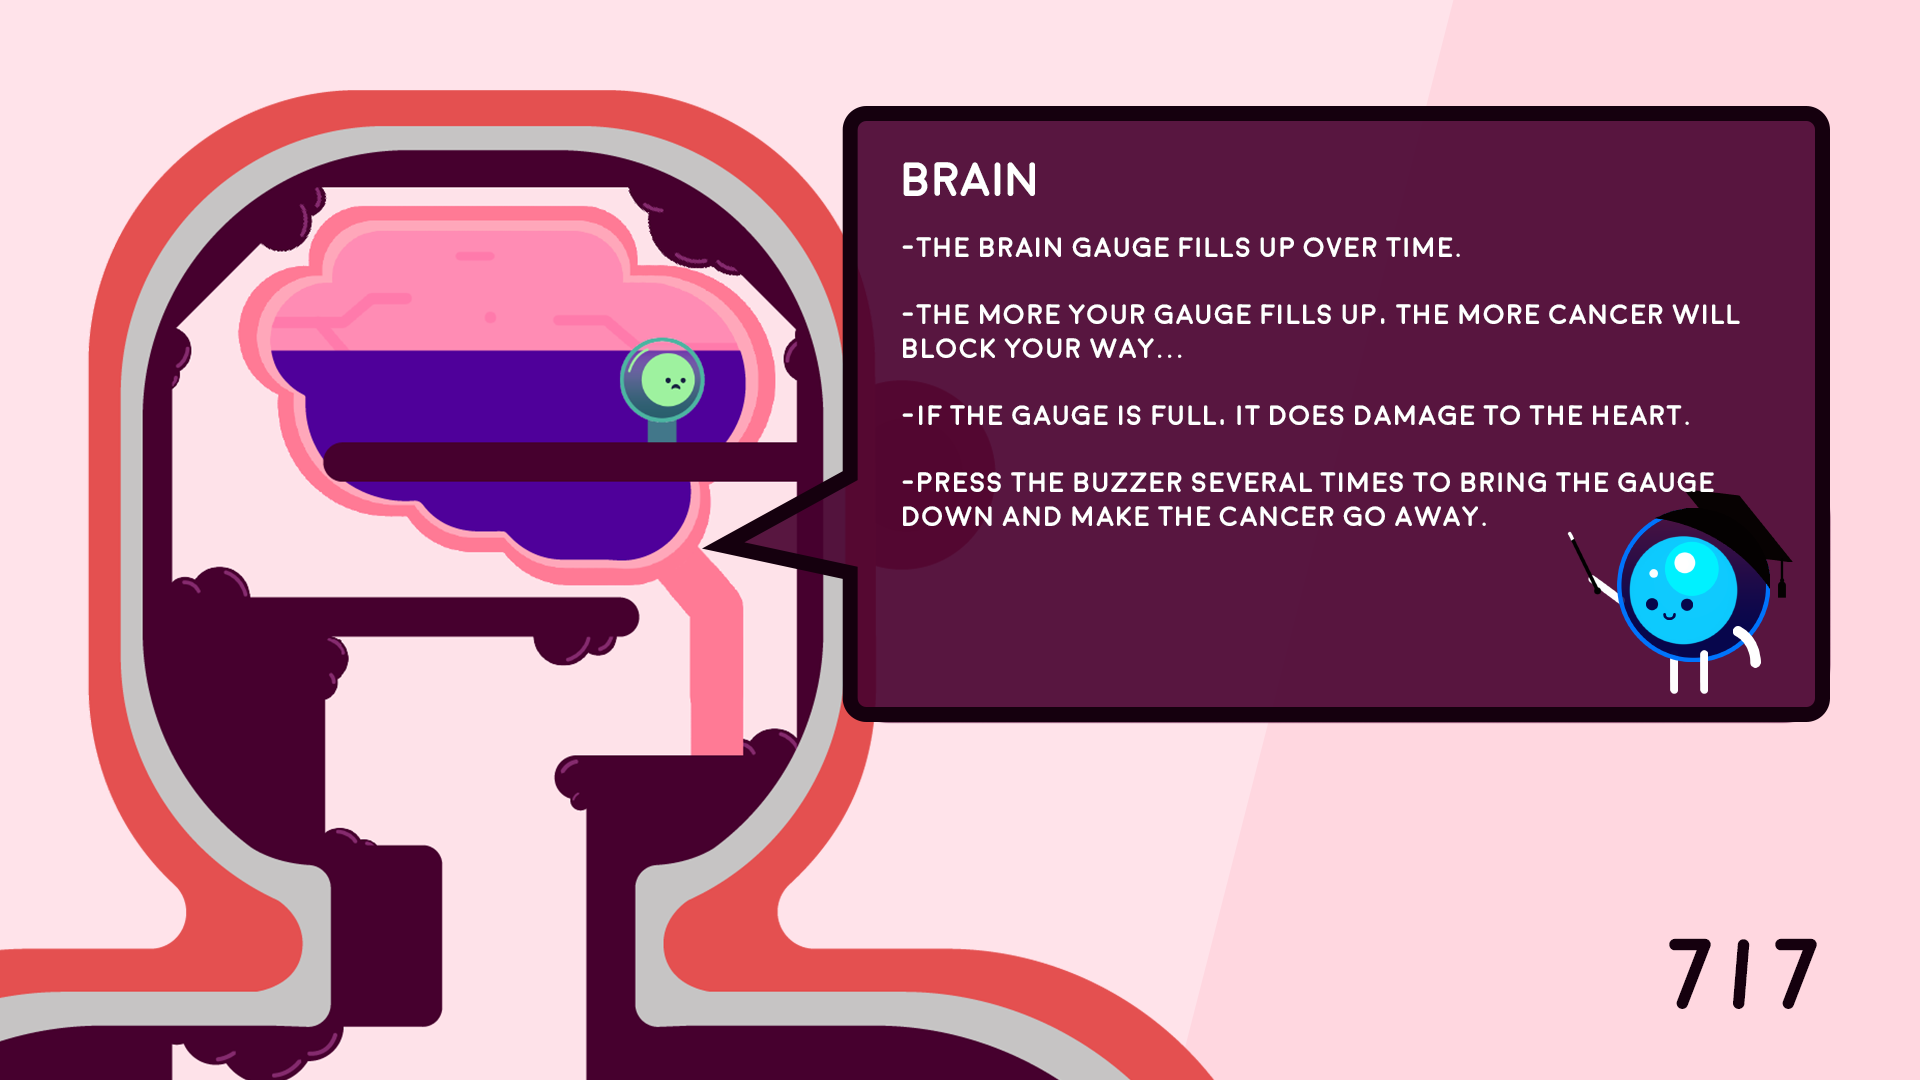 BRAIN
-THE BRAIN GAUGE FILLS UP OVER TIME.
-THE MORE YOUR GAUGE FILLS UP, THE MORE CANCER WILL
BLOCK YOUR WAY...
-IF THE GAUGE IS FULL, IT DOES DAMAGE TO THE HEART.
-PRESS THE BUZZER SEVERAL TIMES TO BRING THE GAUGE
DOWN AND MAKE THE CANCER GO AWAY.
7/7